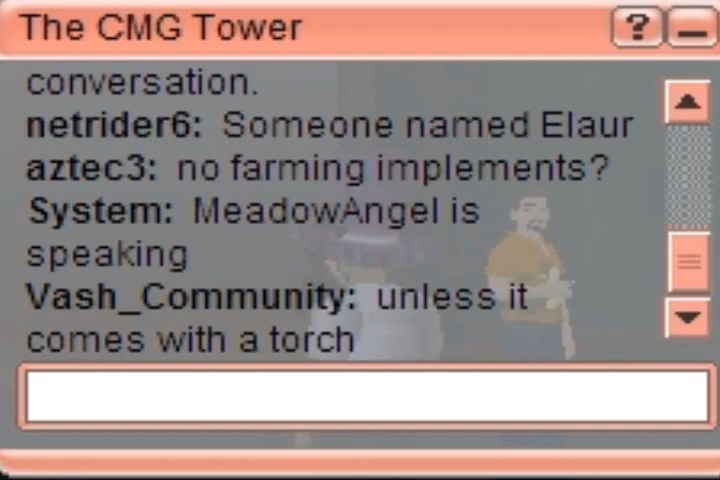 The CMG Tower
?
conversation.
netrider6: Someone named Elaur
aztec3: no farming implements?
System: MeadowAngel is
speaking
Vash_Community: unless it
comes with a torch